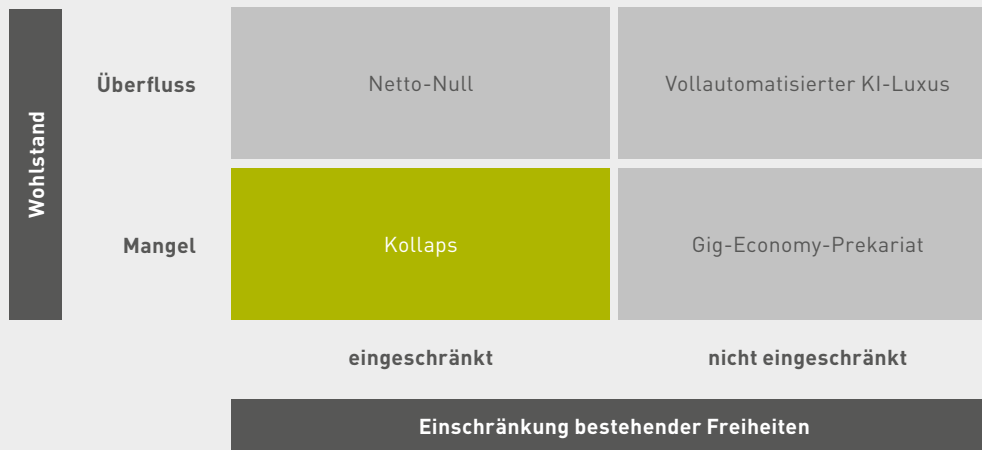 Wohlstand
Überfluss
Netto-Null
Vollautomatisierter KI-Luxus
Mangel
Kollaps
Gig-Economy-Prekariat
eingeschränkt
nicht eingeschränkt
Einschränkung bestehender Freiheiten